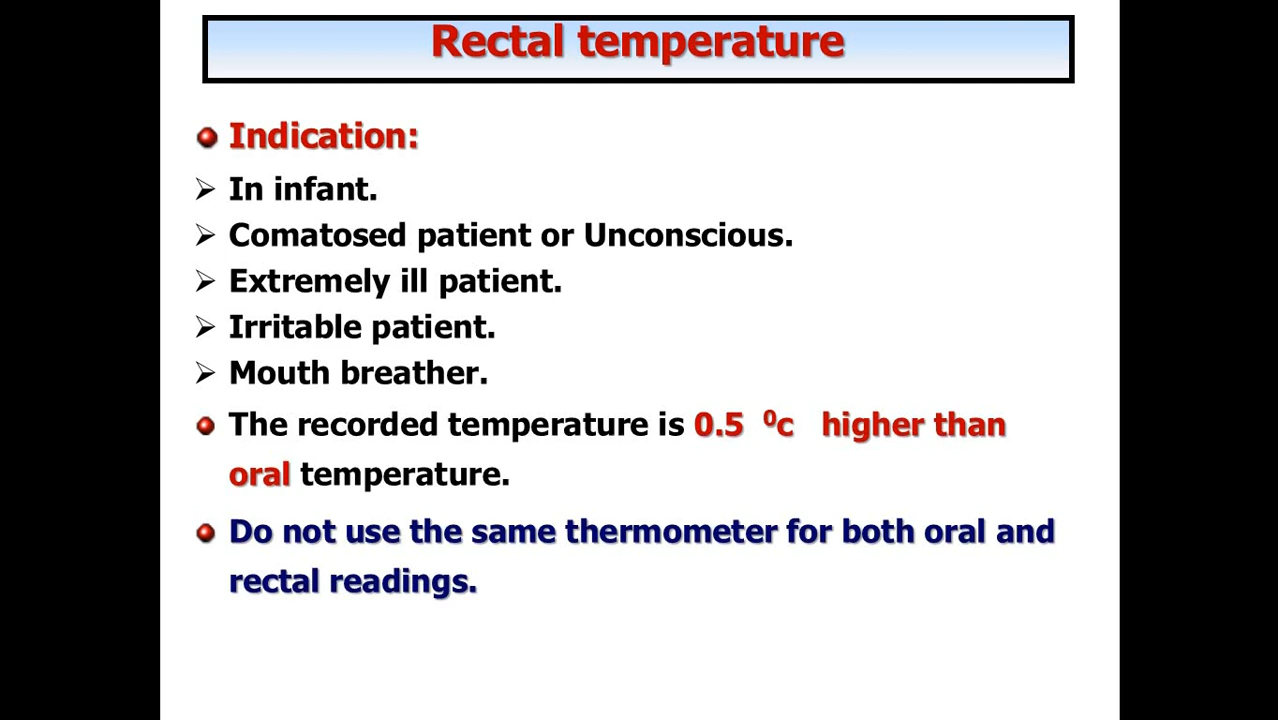 Rectal temperature
Indication:
In infant.
Comatosed patient or Unconscious.
Extremely ill patient.
Irritable patient.
Mouth breather.
The recorded temperature is 0.5 ⁰c higher than
oral temperature.
Do not use the same thermometer for both oral and
rectal readings.